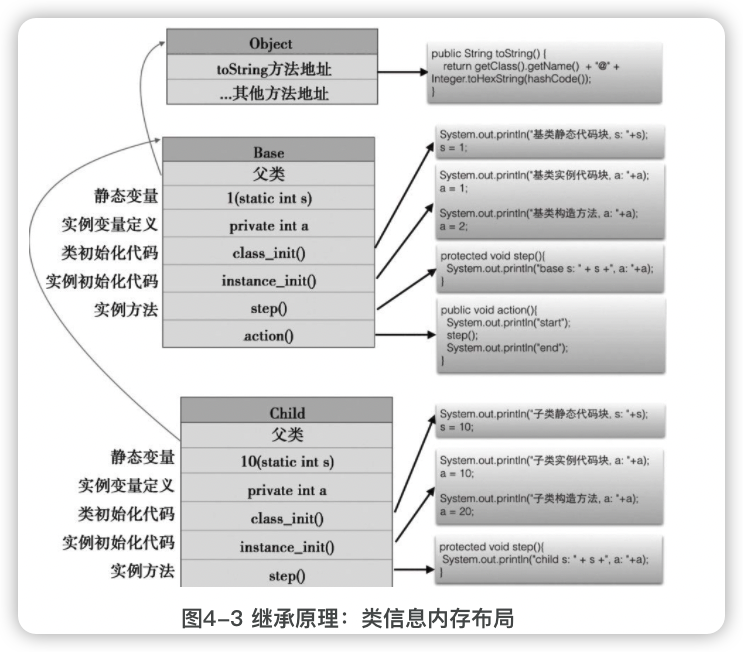 Object
toString方法地址
...其他方法地址
public String toString() {
return getClass().getName() + "@" +
Integer.toHexString(hashCode());
}
Base
父类
静态变量
1(static int s)
实例变量定义
private int a
类初始化代码
class_init()
实例初始化代码
instance_init()
实例方法
step()
action()
System.out.println("基类静态代码块, s: "+s);
s = 1;
System.out.println("基类实例代码块, a: "+a);
a = 1;
System.out.println("基类构造方法, a: "+a);
a = 2;
protected void step(){
System.out.println("base s: " + s +", a: "+a);
}
public void action(){
System.out.println("start");
step();
System.out.println("end");
}
Child
父类
静态变量
10(static int s)
实例变量定义
private int a
类初始化代码
class_init()
实例初始化代码
instance_init()
实例方法
step()
System.out.println("子类静态代码块, s: "+s);
s = 10;
System.out.println("子类实例代码块, a: "+a);
a = 10;
System.out.println("子类构造方法, a: "+a);
a = 20;
protected void step(){
System.out.println("child s: " + s +", a: "+a);
}
图4-3 继承原理：类信息内存布局